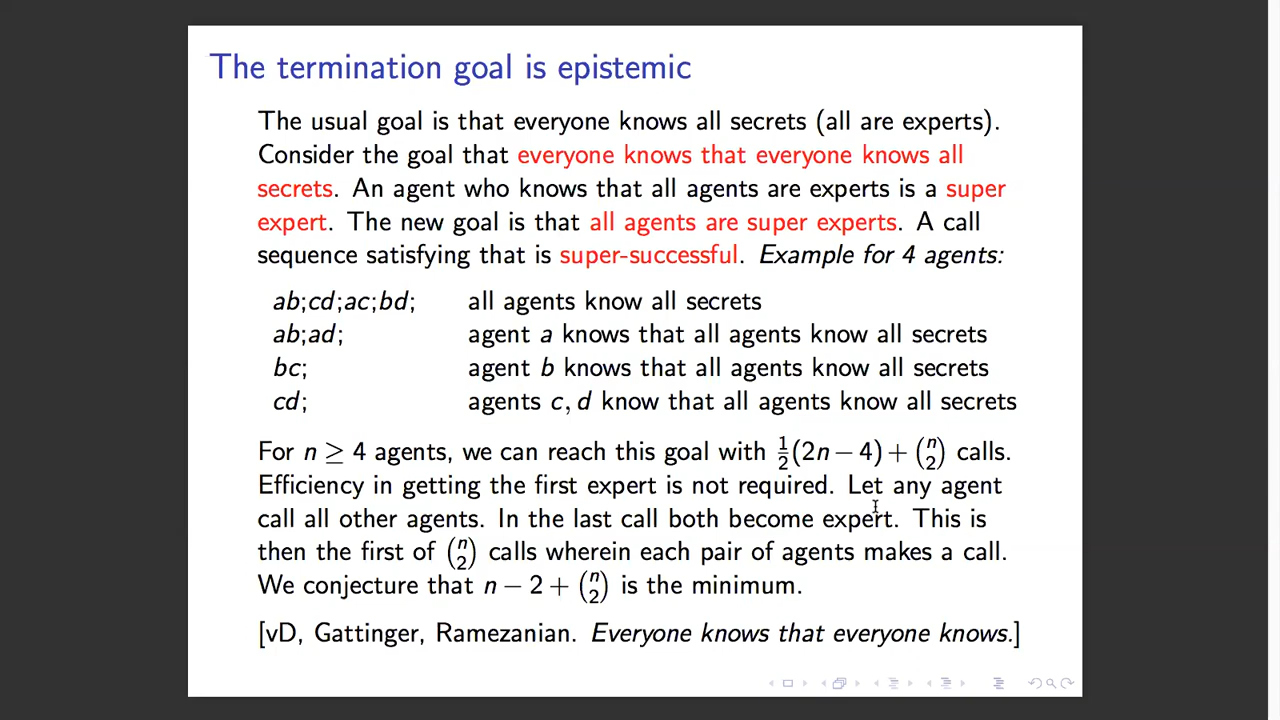 The termination goal is epistemic
The usual goal is that everyone knows all secrets (all are experts).
Consider the goal that everyone knows that everyone knows all
secrets. An agent who knows that all agents are experts is a super
expert. The new goal is that all agents are super experts. A call
sequence satisfying that is super-successful. Example for 4 agents:
ab;cd;ac;bd; all agents know all secrets
ab;ad; agent a knows that all agents know all secrets
bc; agent b knows that all agents know all secrets
cd; agents c, d know that all agents know all secrets
For n ≥ 4 agents, we can reach this goal with ½(2n − 4) + (n 2) calls.
Efficiency in getting the first expert is not required. Let any agent
call all other agents. In the last call both become expert. This is
then the first of (n 2) calls wherein each pair of agents makes a call.
We conjecture that n − 2 + (n 2) is the minimum.
[vD, Gattinger, Ramezanian. Everyone knows that everyone knows.]